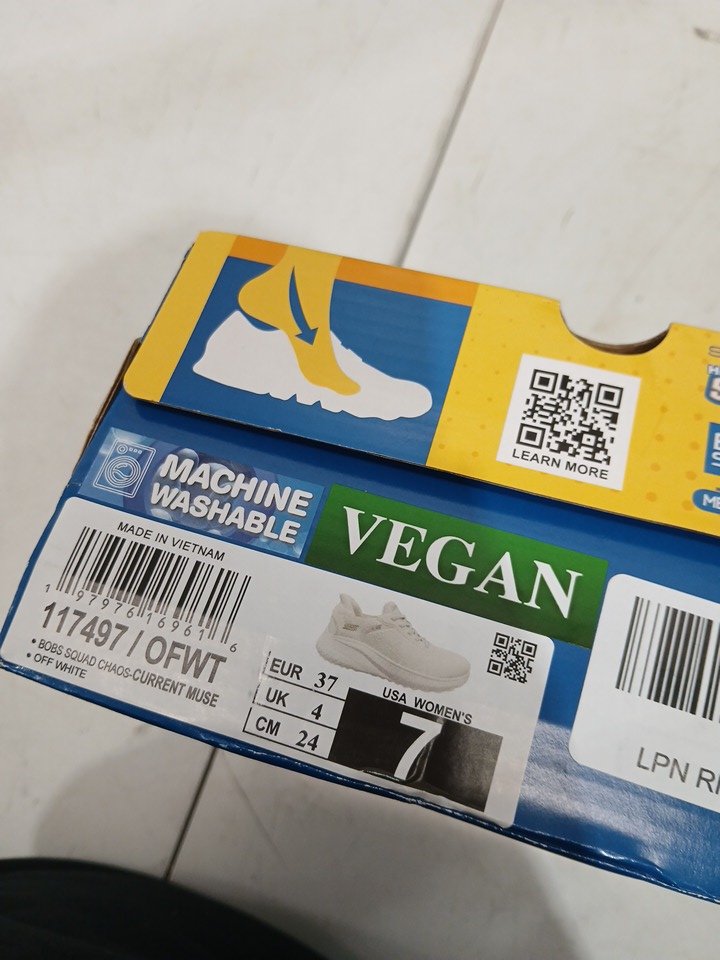 LEARN MORE
MACHINE
WASHABLE
VEGAN
MADE IN VIETNAM
1 97976 16961 6
117497 / OFWT
• BOBS SQUAD CHAOS-CURRENT MUSE
• OFF WHITE
EUR 37
UK 4
CM 24
USA WOMEN'S
7
LPN